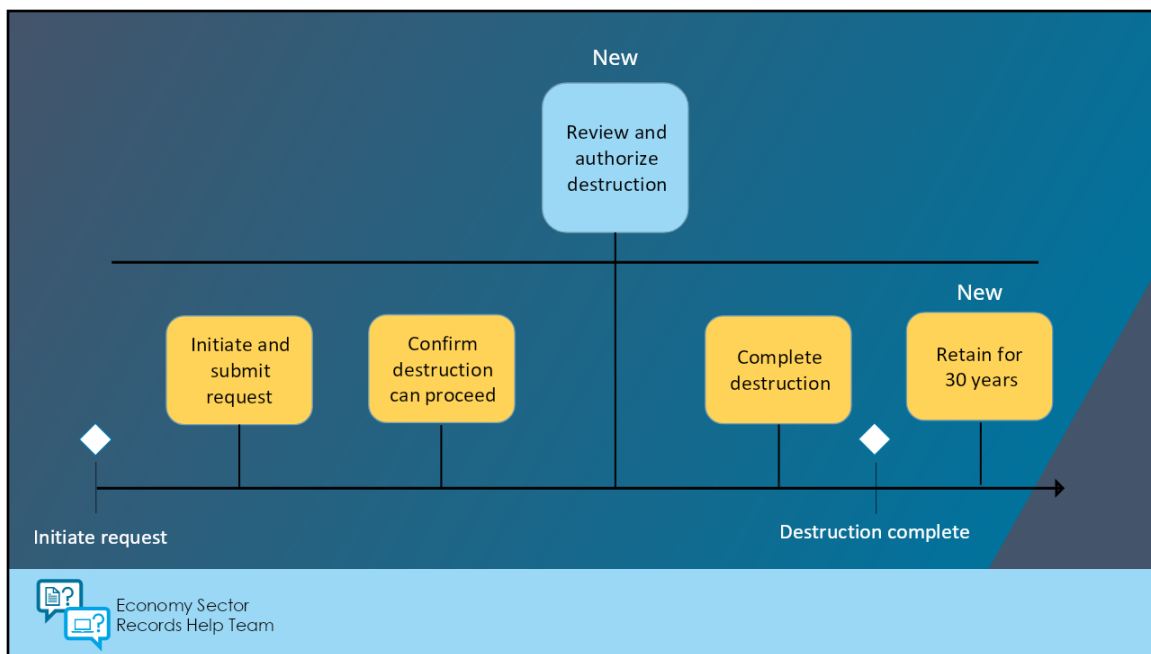 New
Review and
authorize
destruction
New
Initiate and
submit
request
Confirm
destruction
can proceed
Complete
destruction
Retain for
30 years
Initiate request
Destruction complete
?
?
Economy Sector
Records Help Team